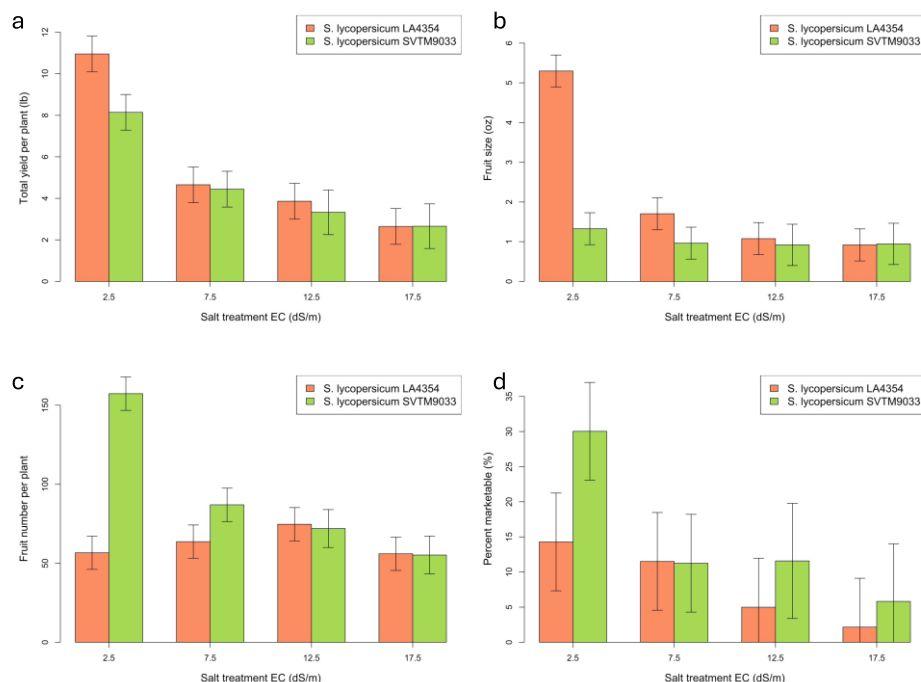 a
S. lycopersicum LA4354
S. lycopersicum SVTM9033
Total yield per plant (lb)
12
10
8
6
4
2
0
2.5 7.5 12.5 17.5
Salt treatment EC (dS/m)
b
S. lycopersicum LA4354
S. lycopersicum SVTM9033
Fruit size (oz)
6
5
4
3
2
1
0
2.5 7.5 12.5 17.5
Salt treatment EC (dS/m)
c
S. lycopersicum LA4354
S. lycopersicum SVTM9033
Fruit number per plant
150
100
50
0
2.5 7.5 12.5 17.5
Salt treatment EC (dS/m)
d
S. lycopersicum LA4354
S. lycopersicum SVTM9033
Percent marketable (%)
35
30
25
20
15
10
5
0
2.5 7.5 12.5 17.5
Salt treatment EC (dS/m)